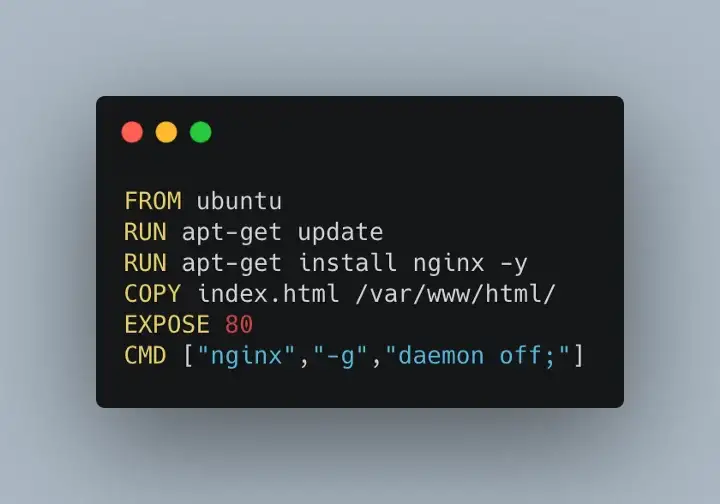 FROM ubuntu
RUN apt-get update
RUN apt-get install nginx -y
COPY index.html /var/www/html/
EXPOSE 80
CMD ["nginx","-g","daemon off;"]